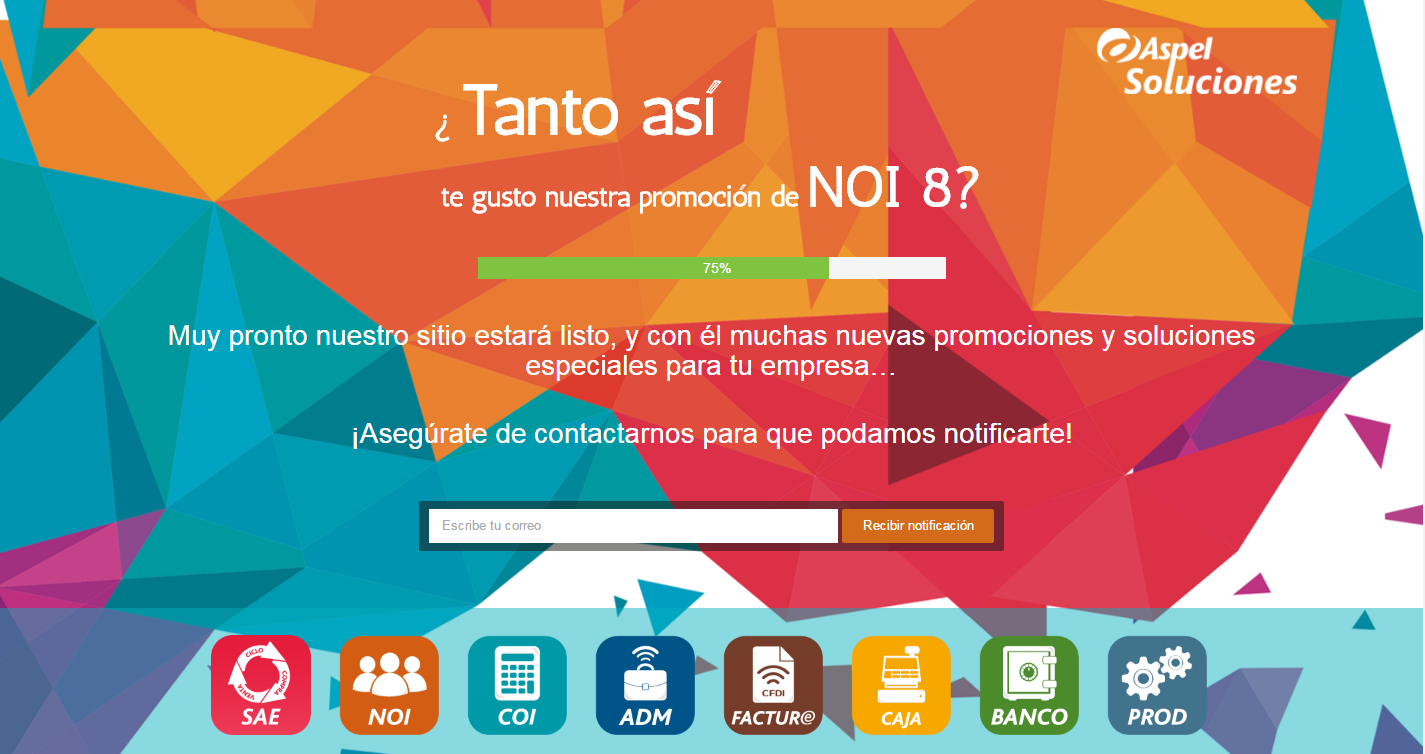 Aspel
Soluciones
¿ Tanto así
te gusto nuestra promoción de NOI 8?
75%
Muy pronto nuestro sitio estará listo, y con él muchas nuevas promociones y soluciones
especiales para tu empresa...
¡Asegúrate de contactarnos para que podamos notificarte!
Escribe tu correo
Recibir notificación
CICLO
COMPRA
VENTA
SAE
NOI
COI
ADM
CFDI
FACTUR@
CAJA
BANCO
PROD